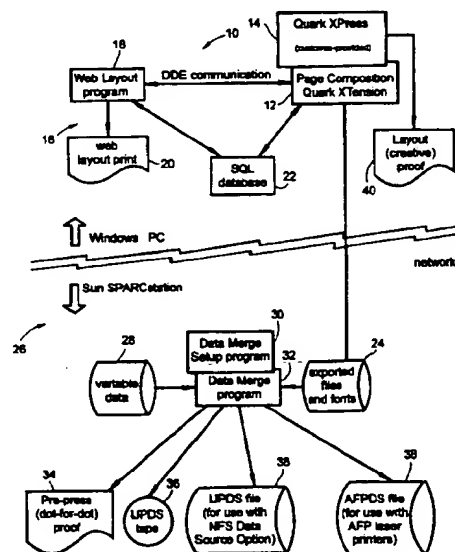 14
Quark XPress
(customer-provided)
10
18
Web Layout
program
DDE communication
Page Composition
Quark XTension
12
16
web
layout print
20
SQL
database
22
Layout
(creative)
proof
40
Windows PC
network
Sun SPARCstation
26
28
variable
data
30
Data Merge
Setup program
32
Data Merge
program
24
exported
files
and fonts
34
Pre-press
(dot-for-dot)
proof
36
IJPDS
tape
38
IJPDS file
(for use with
NFS Data
Source Option)
38
AFPDS file
(for use with
AFP laser
printers)